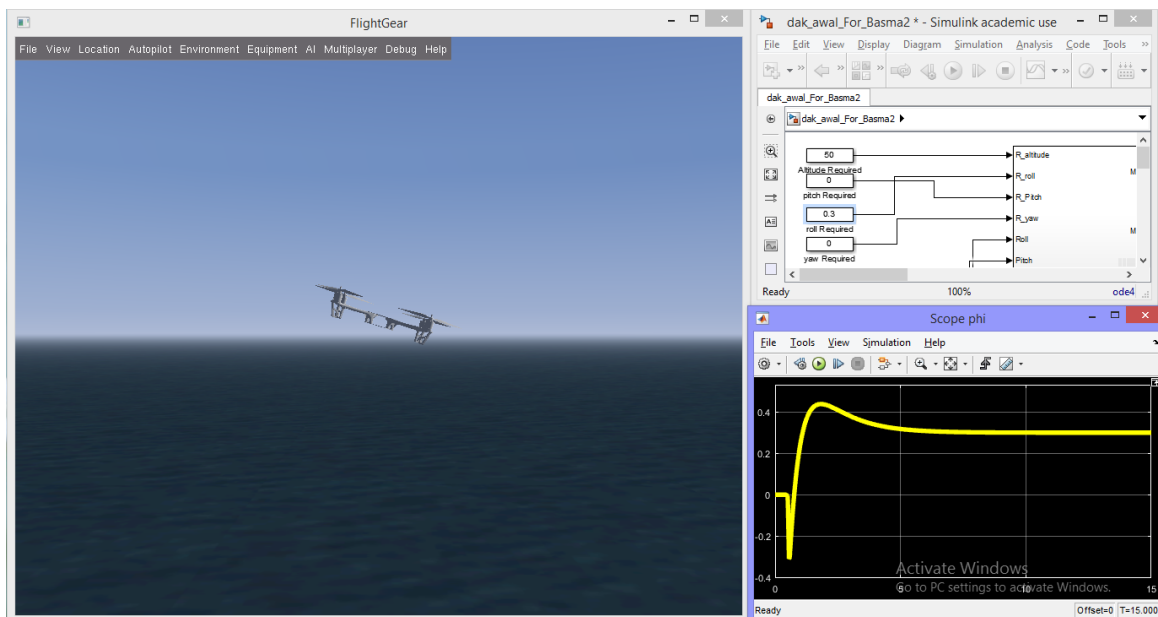 FlightGear
File View Location Autopilot Environment Equipment AI Multiplayer Debug Help
dak_awal_For_Basma2 * - Simulink academic use
File Edit View Display Diagram Simulation Analysis Code Tools »
dak_awal_For_Basma2
dak_awal_For_Basma2
50
Altitude Required
0
pitch Required
0.3
roll Required
0
yaw Required
R_altitude
R_roll
R_Pitch
R_yaw
Roll
Pitch
M
M
Ready 100% ode4
Scope phi
File Tools View Simulation Help
0.4
0.2
0
-0.2
-0.4
0 5 10 15
Activate Windows
Go to PC settings to activate Windows.
Ready Offset=0 T=15.000